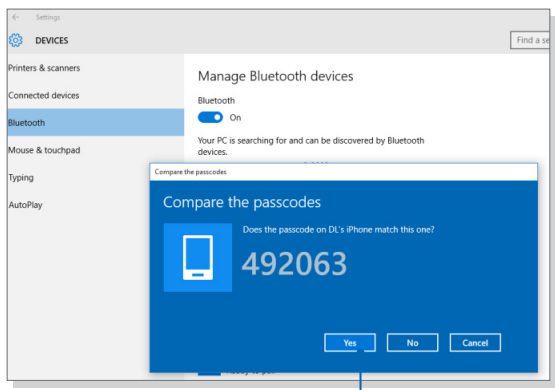 ← Settings
DEVICES
Find a se
Printers & scanners
Connected devices
Bluetooth
Mouse & touchpad
Typing
AutoPlay
Manage Bluetooth devices
Bluetooth
On
Your PC is searching for and can be discovered by Bluetooth
devices.
Compare the passcodes
Compare the passcodes
Does the passcode on DL's iPhone match this one?
492063
Yes No Cancel